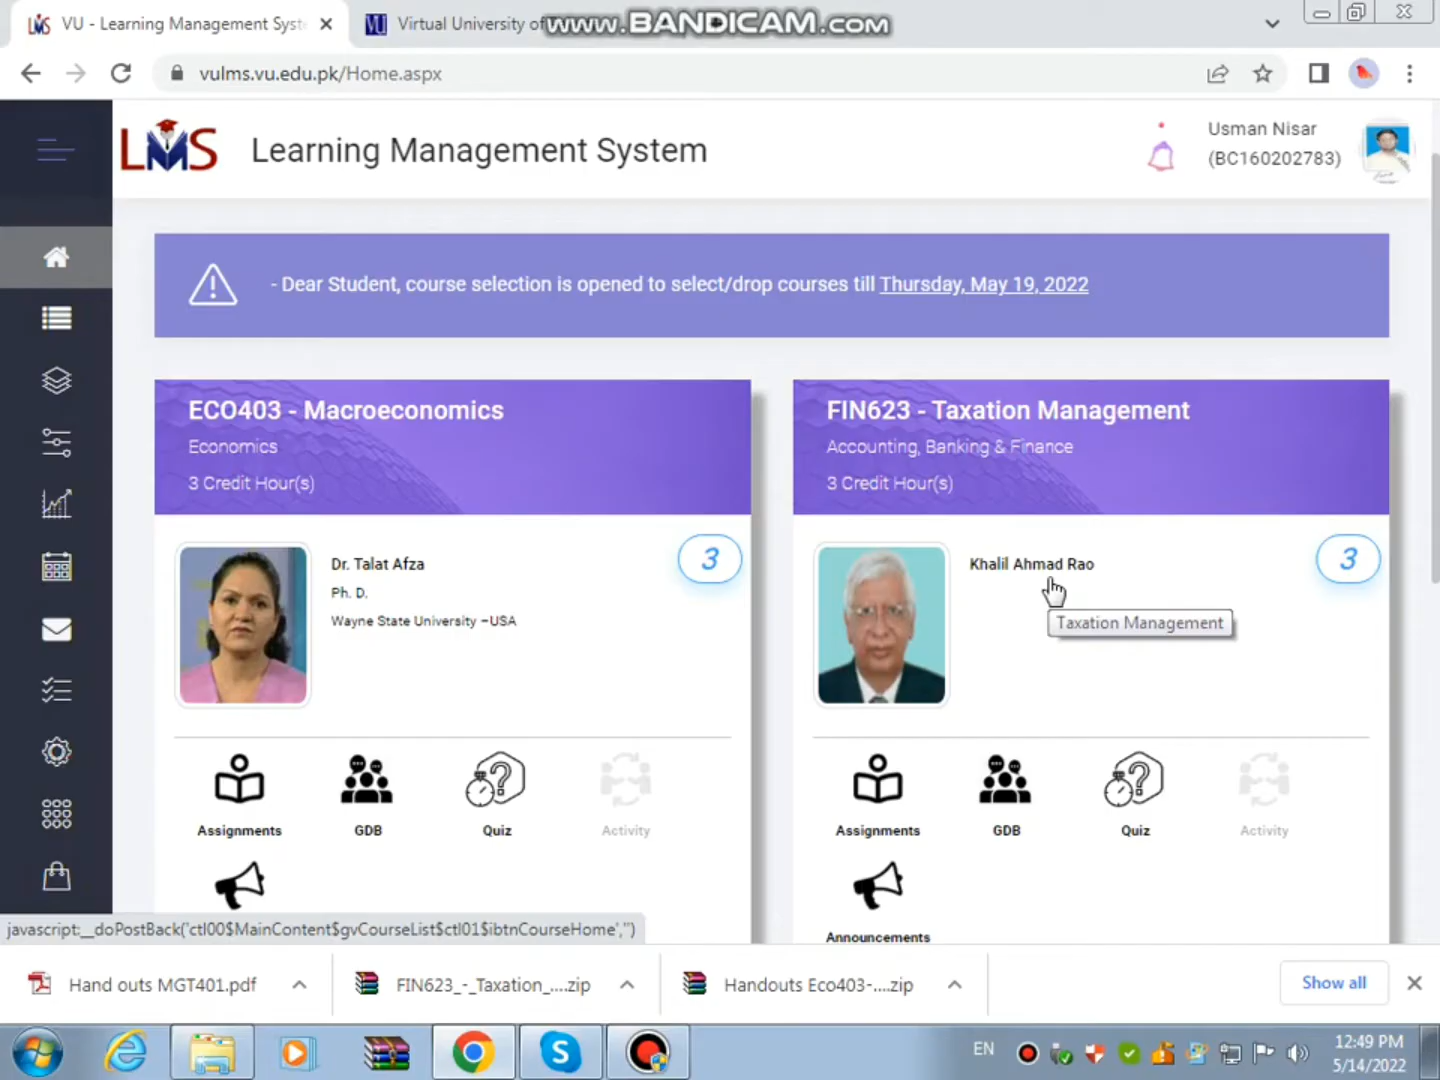 VU - Learning Management Syst
Virtual University of
www.BANDICAM.com
vulms.vu.edu.pk/Home.aspx
LMS
Learning Management System
Usman Nisar
(BC160202783)
- Dear Student, course selection is opened to select/drop courses till Thursday, May 19, 2022
ECO403 - Macroeconomics
Economics
3 Credit Hour(s)
Dr. Talat Afza
Ph. D.
Wayne State University –USA
3
Assignments
GDB
Quiz
Activity
FIN623 - Taxation Management
Accounting, Banking & Finance
3 Credit Hour(s)
Khalil Ahmad Rao
3
Taxation Management
Assignments
GDB
Quiz
Activity
Announcements
javascript:__doPostBack('ctl00$MainContent$gvCourseList$ctl01$ibtnCourseHome','')
Hand outs MGT401.pdf
FIN623_-_Taxation_....zip
Handouts Eco403-....zip
Show all
EN
12:49 PM
5/14/2022